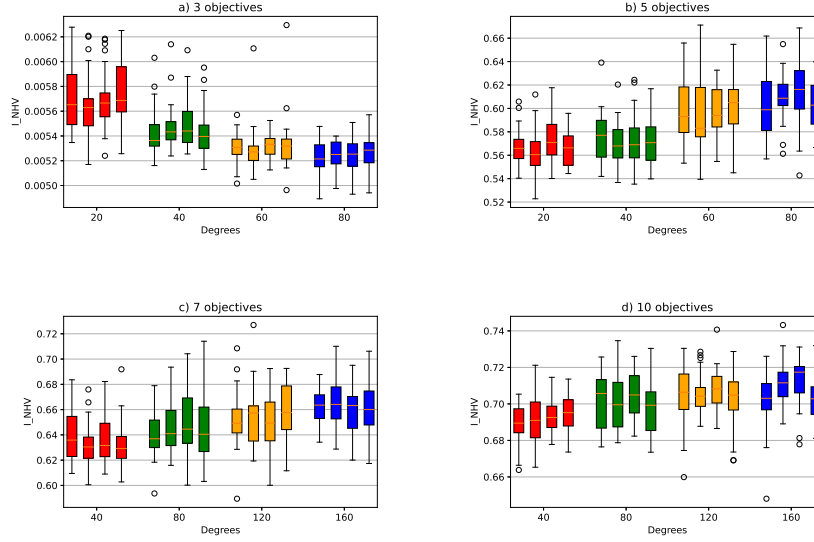 a) 3 objectives
I_NHV
0.0062
0.0060
0.0058
0.0056
0.0054
0.0052
0.0050
20 40 60 80
Degrees
b) 5 objectives
I_NHV
0.66
0.64
0.62
0.60
0.58
0.56
0.54
0.52
20 40 60 80
Degrees
c) 7 objectives
I_NHV
0.72
0.70
0.68
0.66
0.64
0.62
0.60
40 80 120 160
Degrees
d) 10 objectives
I_NHV
0.74
0.72
0.70
0.68
0.66
40 80 120 160
Degrees